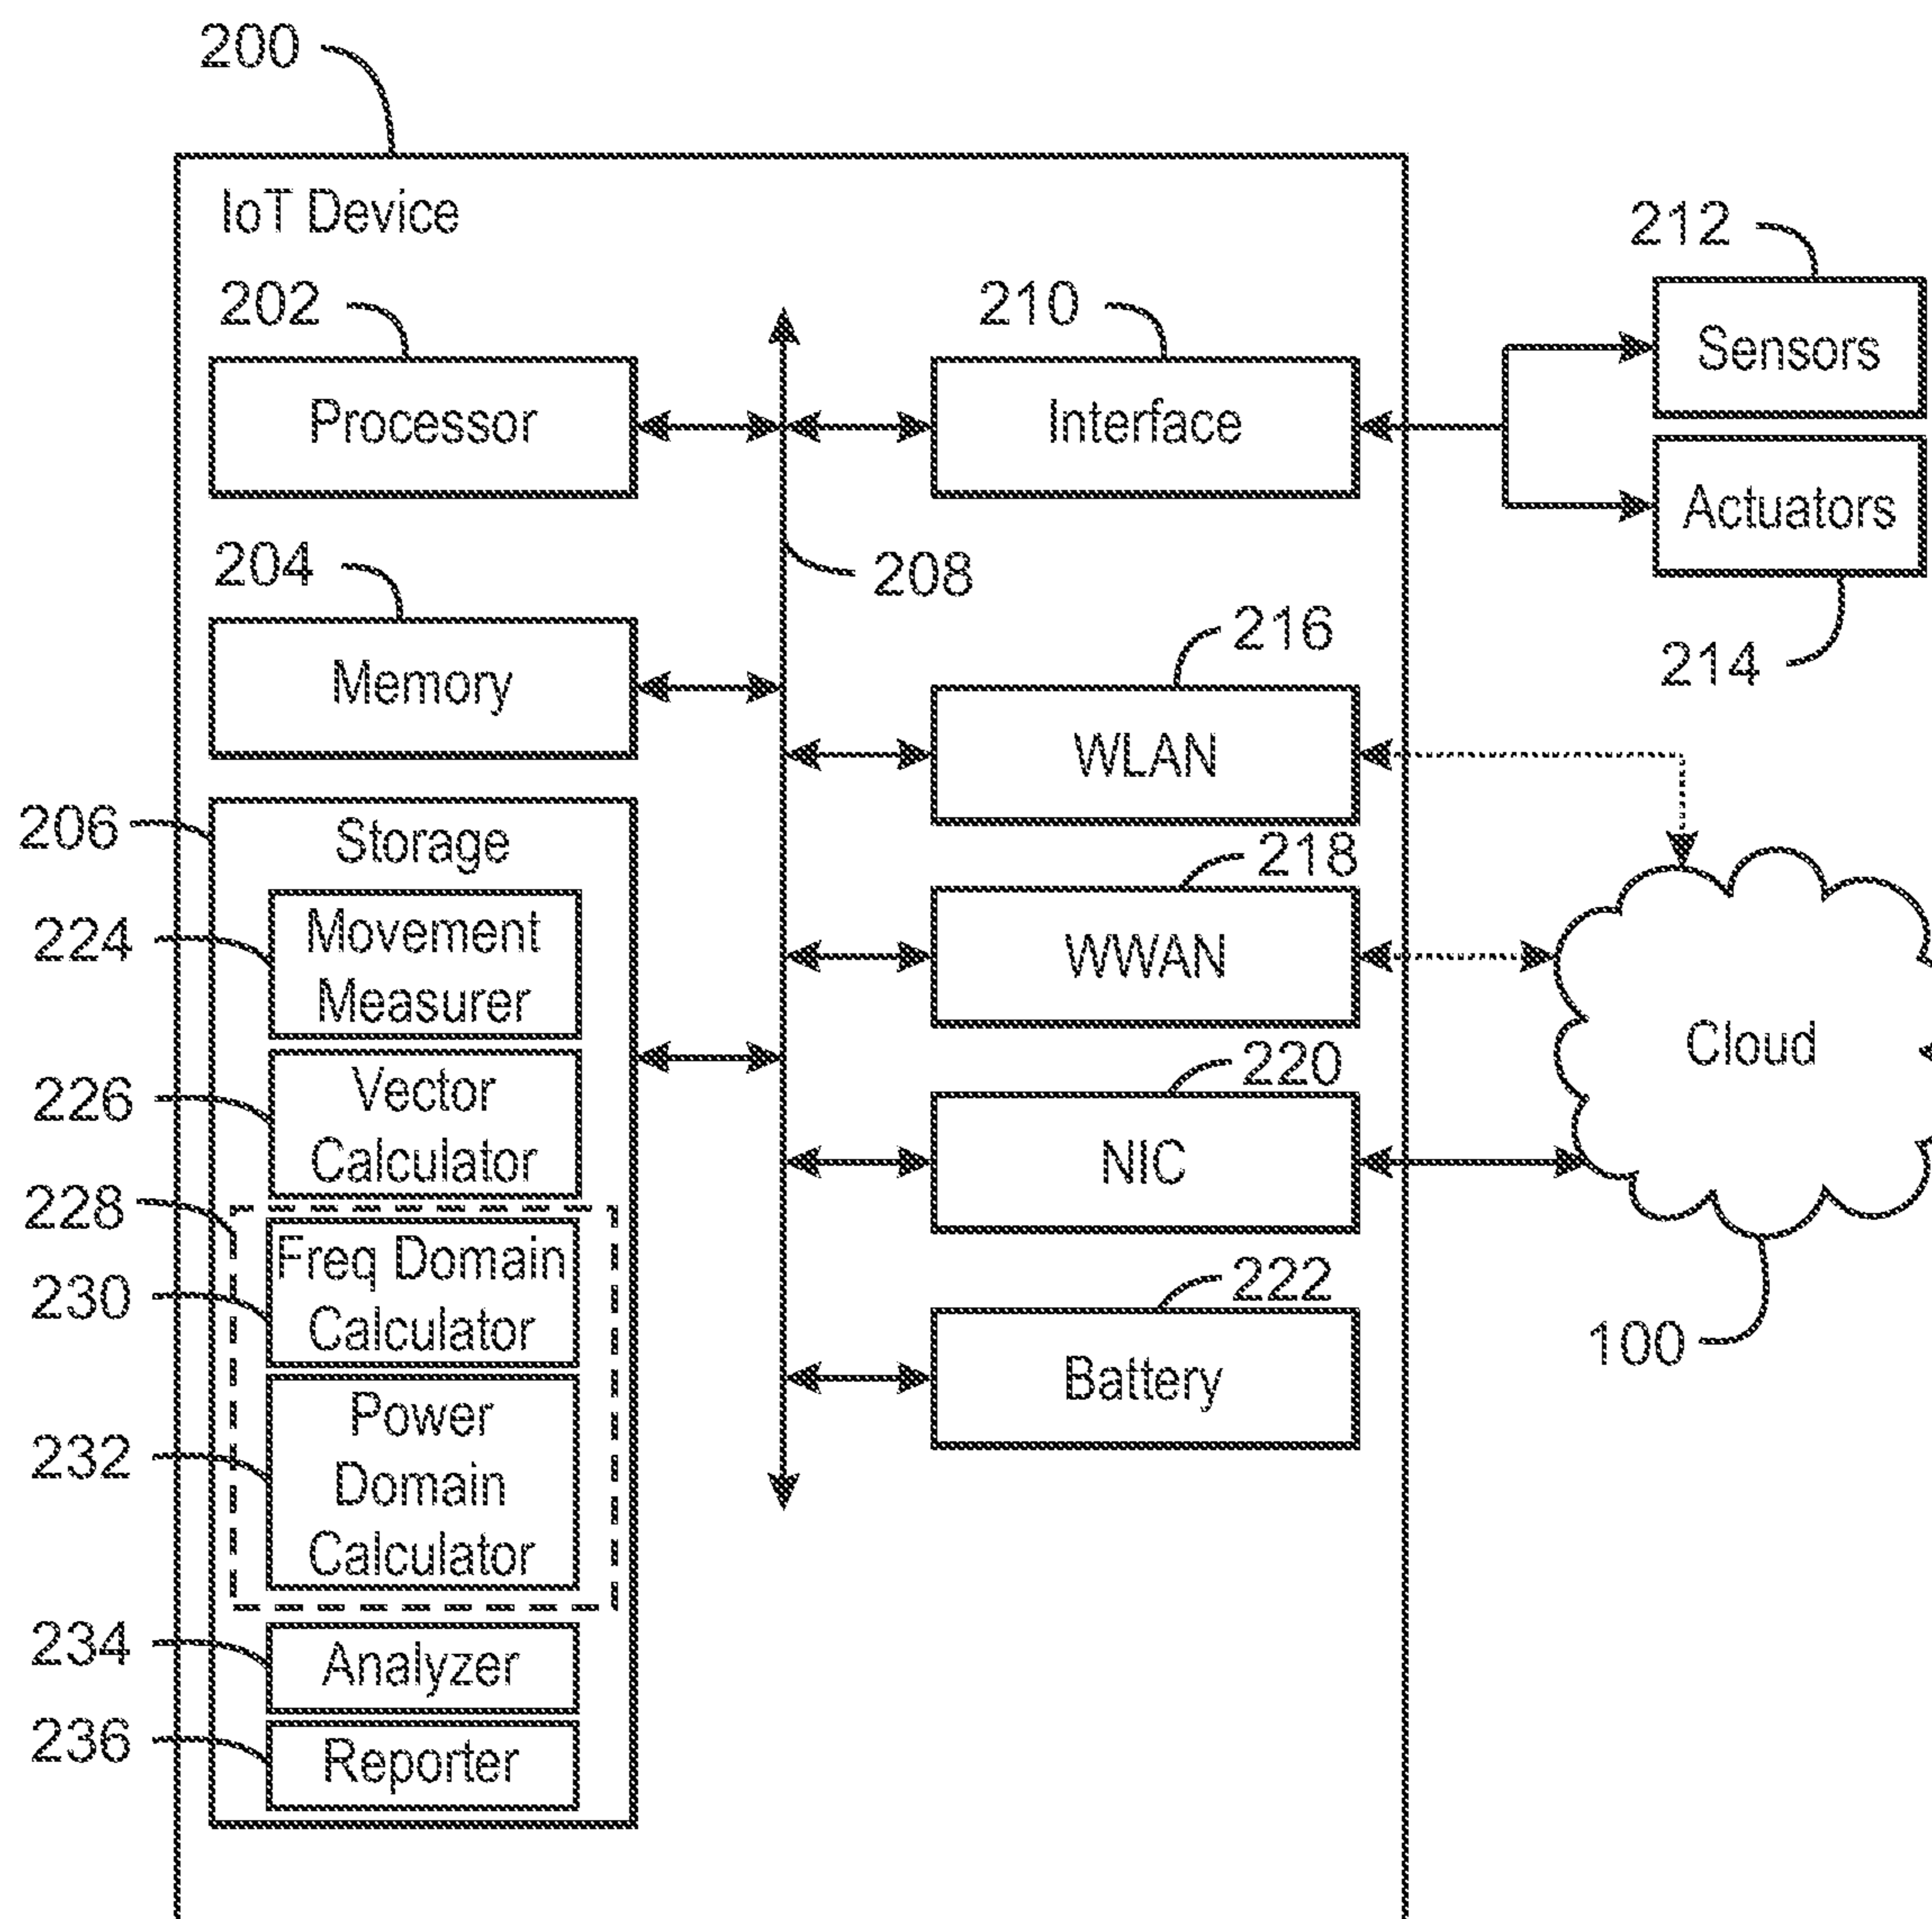 200
IoT Device
202
210
212
Processor
Interface
Sensors
Actuators
204
208
214
Memory
216
WLAN
206
Storage
218
224
Movement
Measurer
WWAN
Cloud
226
Vector
Calculator
220
NIC
228
230
Freq Domain
Calculator
222
100
Battery
232
Power
Domain
Calculator
234
Analyzer
236
Reporter